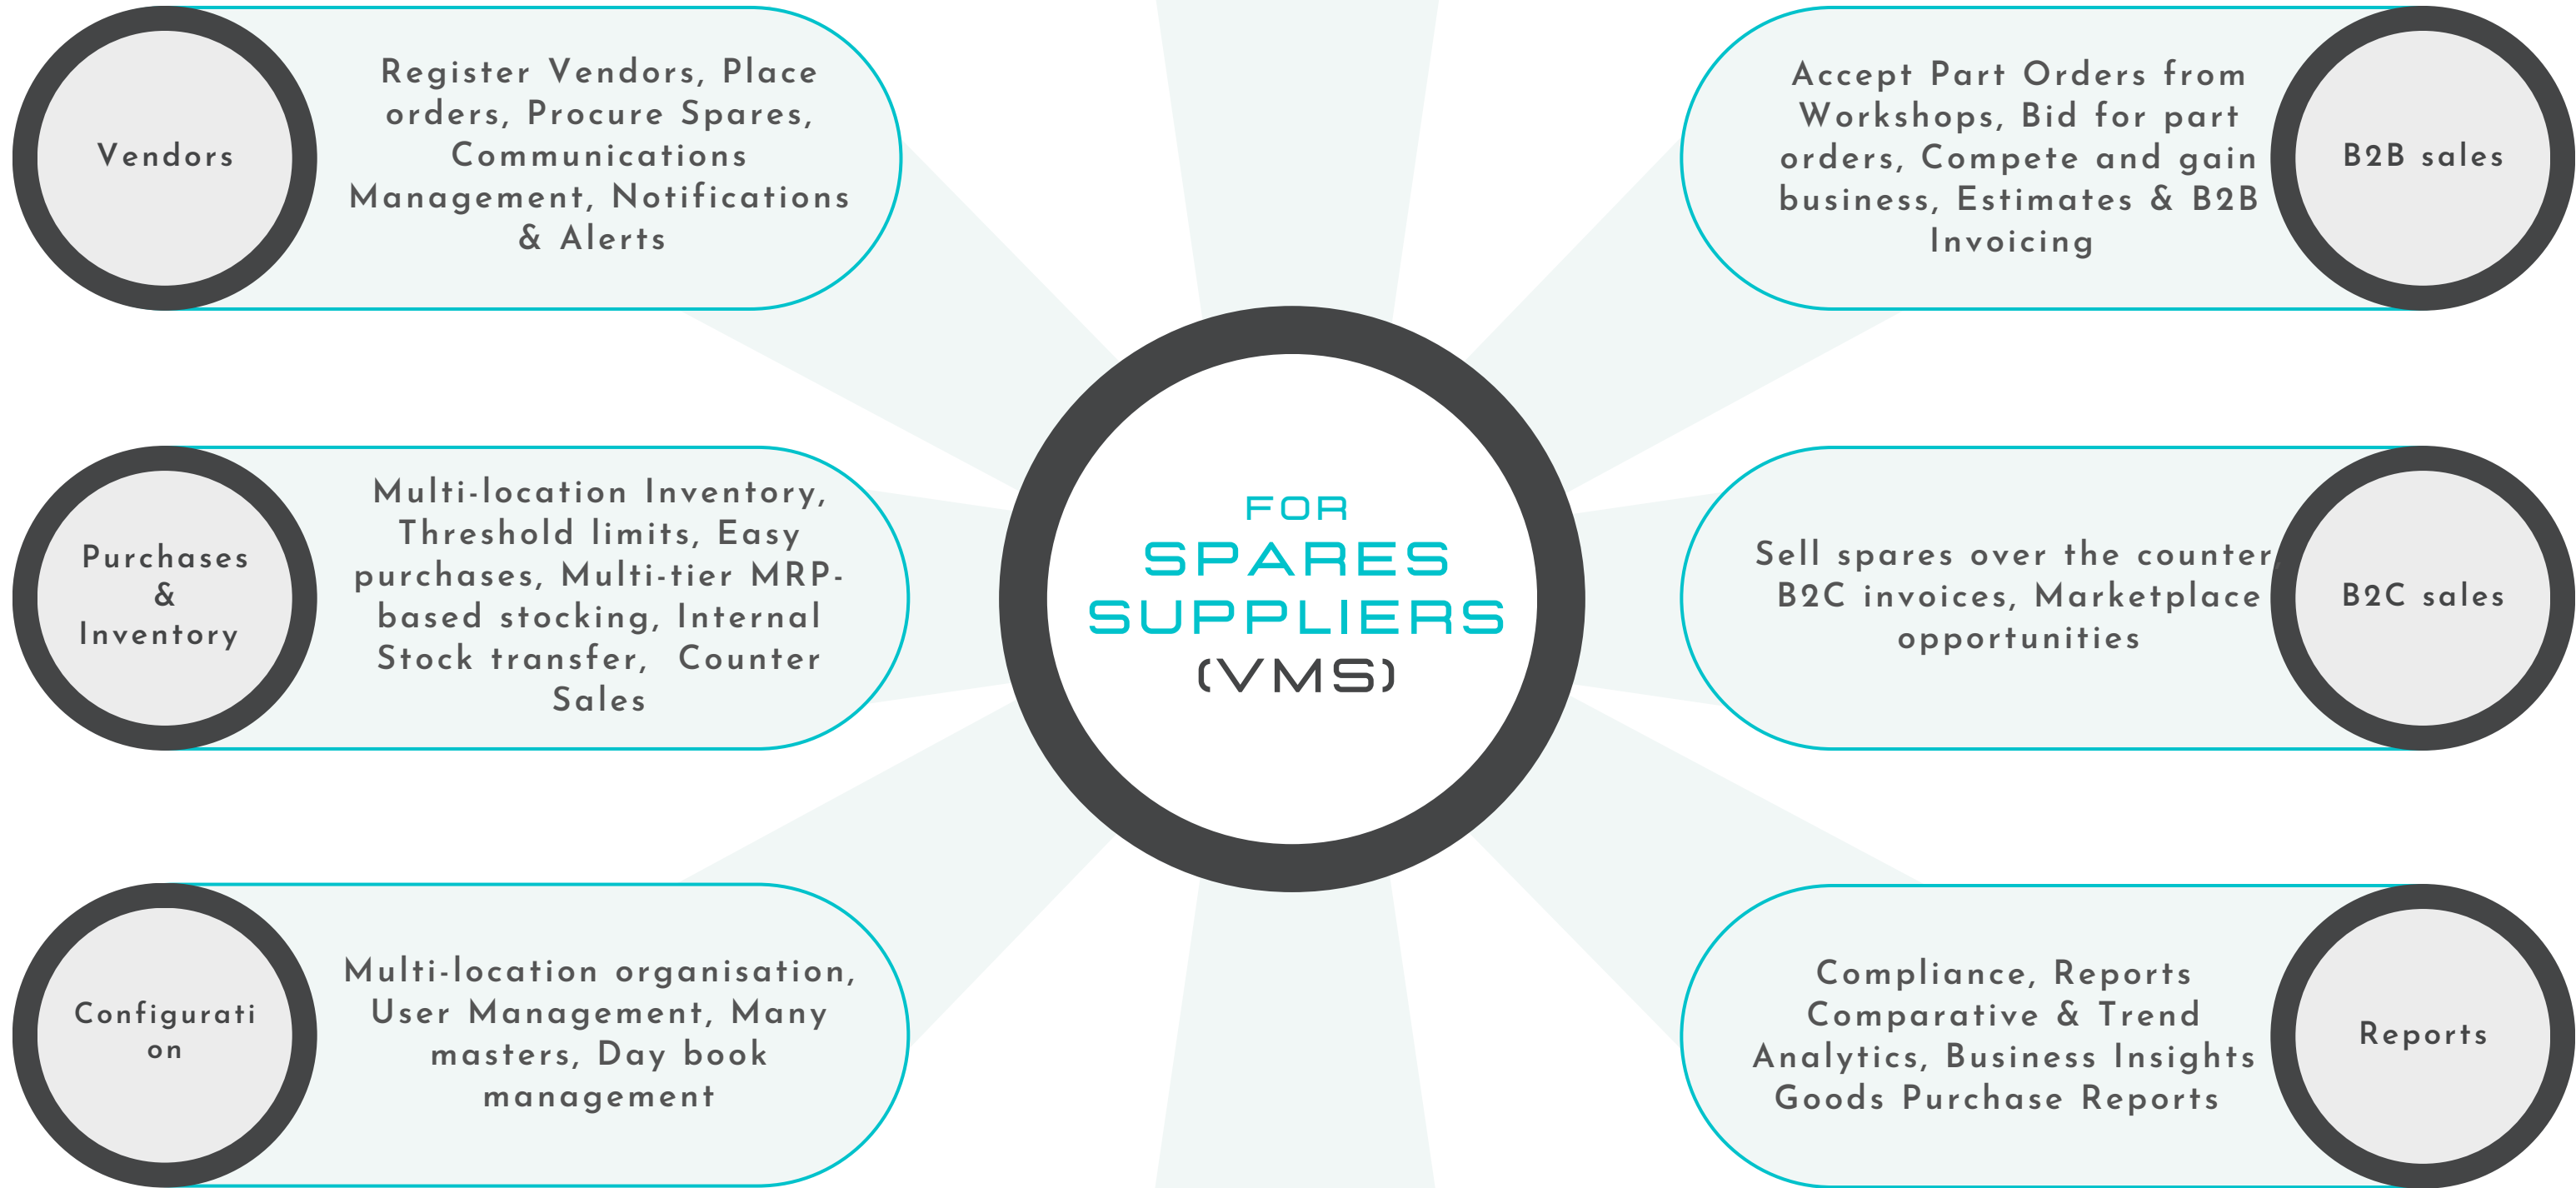 Vendors
Register Vendors, Place
orders, Procure Spares,
Communications
Management, Notifications
& Alerts
Purchases
&
Inventory
Multi-location Inventory,
Threshold limits, Easy
purchases, Multi-tier MRP-
based stocking, Internal
Stock transfer,  Counter
Sales
Configurati
on
Multi-location organisation,
User Management, Many
masters, Day book
management
FOR
SPARES
SUPPLIERS
(VMS)
Accept Part Orders from
Workshops, Bid for part
orders, Compete and gain
business, Estimates & B2B
Invoicing
B2B sales
Sell spares over the counter,
B2C invoices, Marketplace
opportunities
B2C sales
Compliance, Reports
Comparative & Trend
Analytics, Business Insights
Goods Purchase Reports
Reports